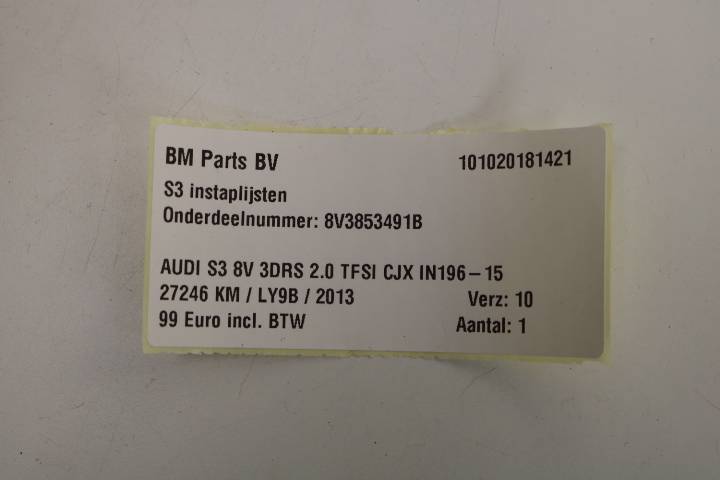 BM Parts BV 101020181421
S3 instaplijsten
Onderdeelnummer: 8V3853491B
AUDI S3 8V 3DRS 2.0 TFSI CJX IN196-15
27246 KM / LY9B / 2013 Verz: 10
99 Euro incl. BTW Aantal: 1